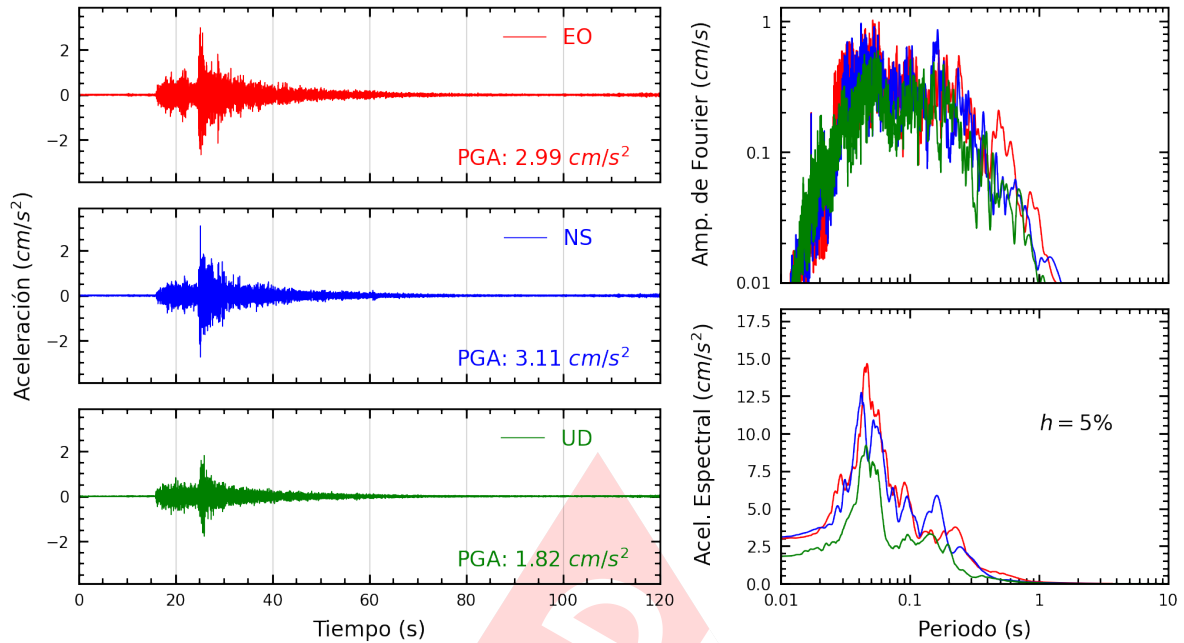 Aceleración (cm/s²)
2
0
−2
EO
PGA: 2.99 cm/s²
2
0
−2
NS
PGA: 3.11 cm/s²
2
0
−2
UD
PGA: 1.82 cm/s²
0 20 40 60 80 100 120
Tiempo (s)
Amp. de Fourier (cm/s)
1
0.1
0.01
Acel. Espectral (cm/s²)
17.5
15.0
12.5
10.0
7.5
5.0
2.5
0.0
h = 5%
0.01 0.1 1 10
Periodo (s)